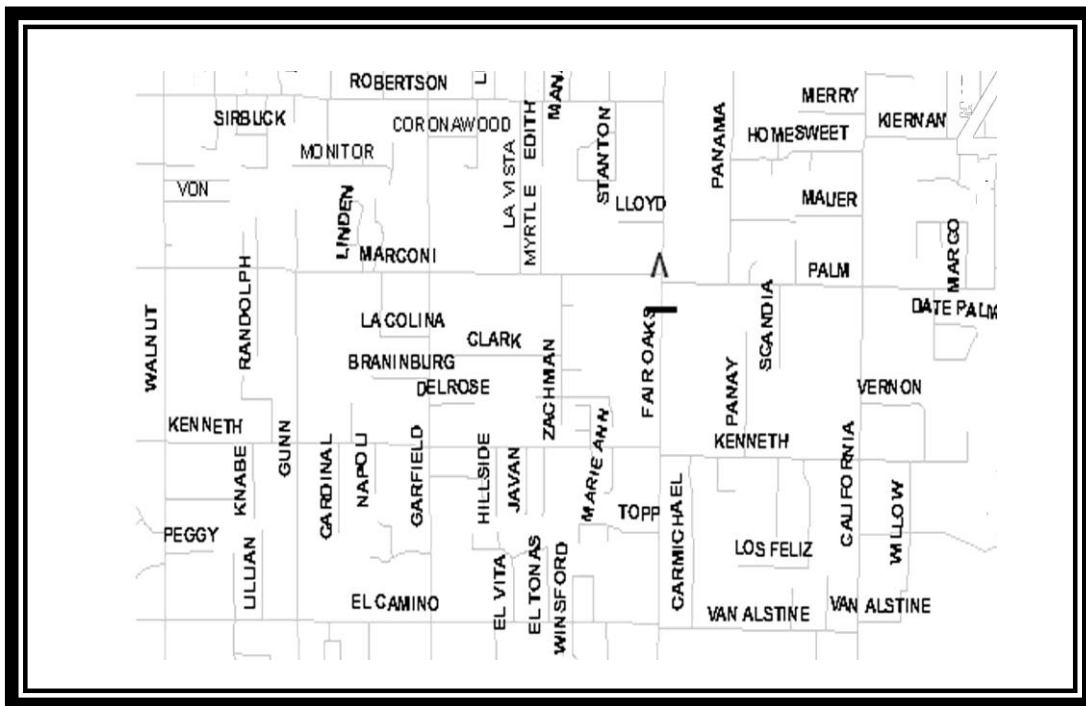 ROBERTSON
MAN
MERRY
SIRBUCK
CORONAWOOD
EDITH
STANTON
PANAMA
HOMESWEET
KIERNAN
MONITOR
LA VISTA
VON
LINDEN
MYRTLE
LLOYD
MAUER
MARCONI
PALM
MARGO
WALNUT
RANDOLPH
LA COLINA
CLARK
ZACHMAN
FAIR OAKS
SCANDIA
DATE PALM
BRANINBURG
DELROSE
PANAY
VERNON
KENNETH
KENNETH
KNABE
GUNN
CARDINAL
NAPOLI
GARFIELD
HILLSIDE
JAVAN
MARIE ANN
TOPP
CARMICHAEL
CALIFORNIA
WILLOW
PEGGY
LOS FELIZ
LILLIAN
EL CAMINO
EL VITA
EL TONAS
WINSFORD
VAN ALSTINE
VAN ALSTINE